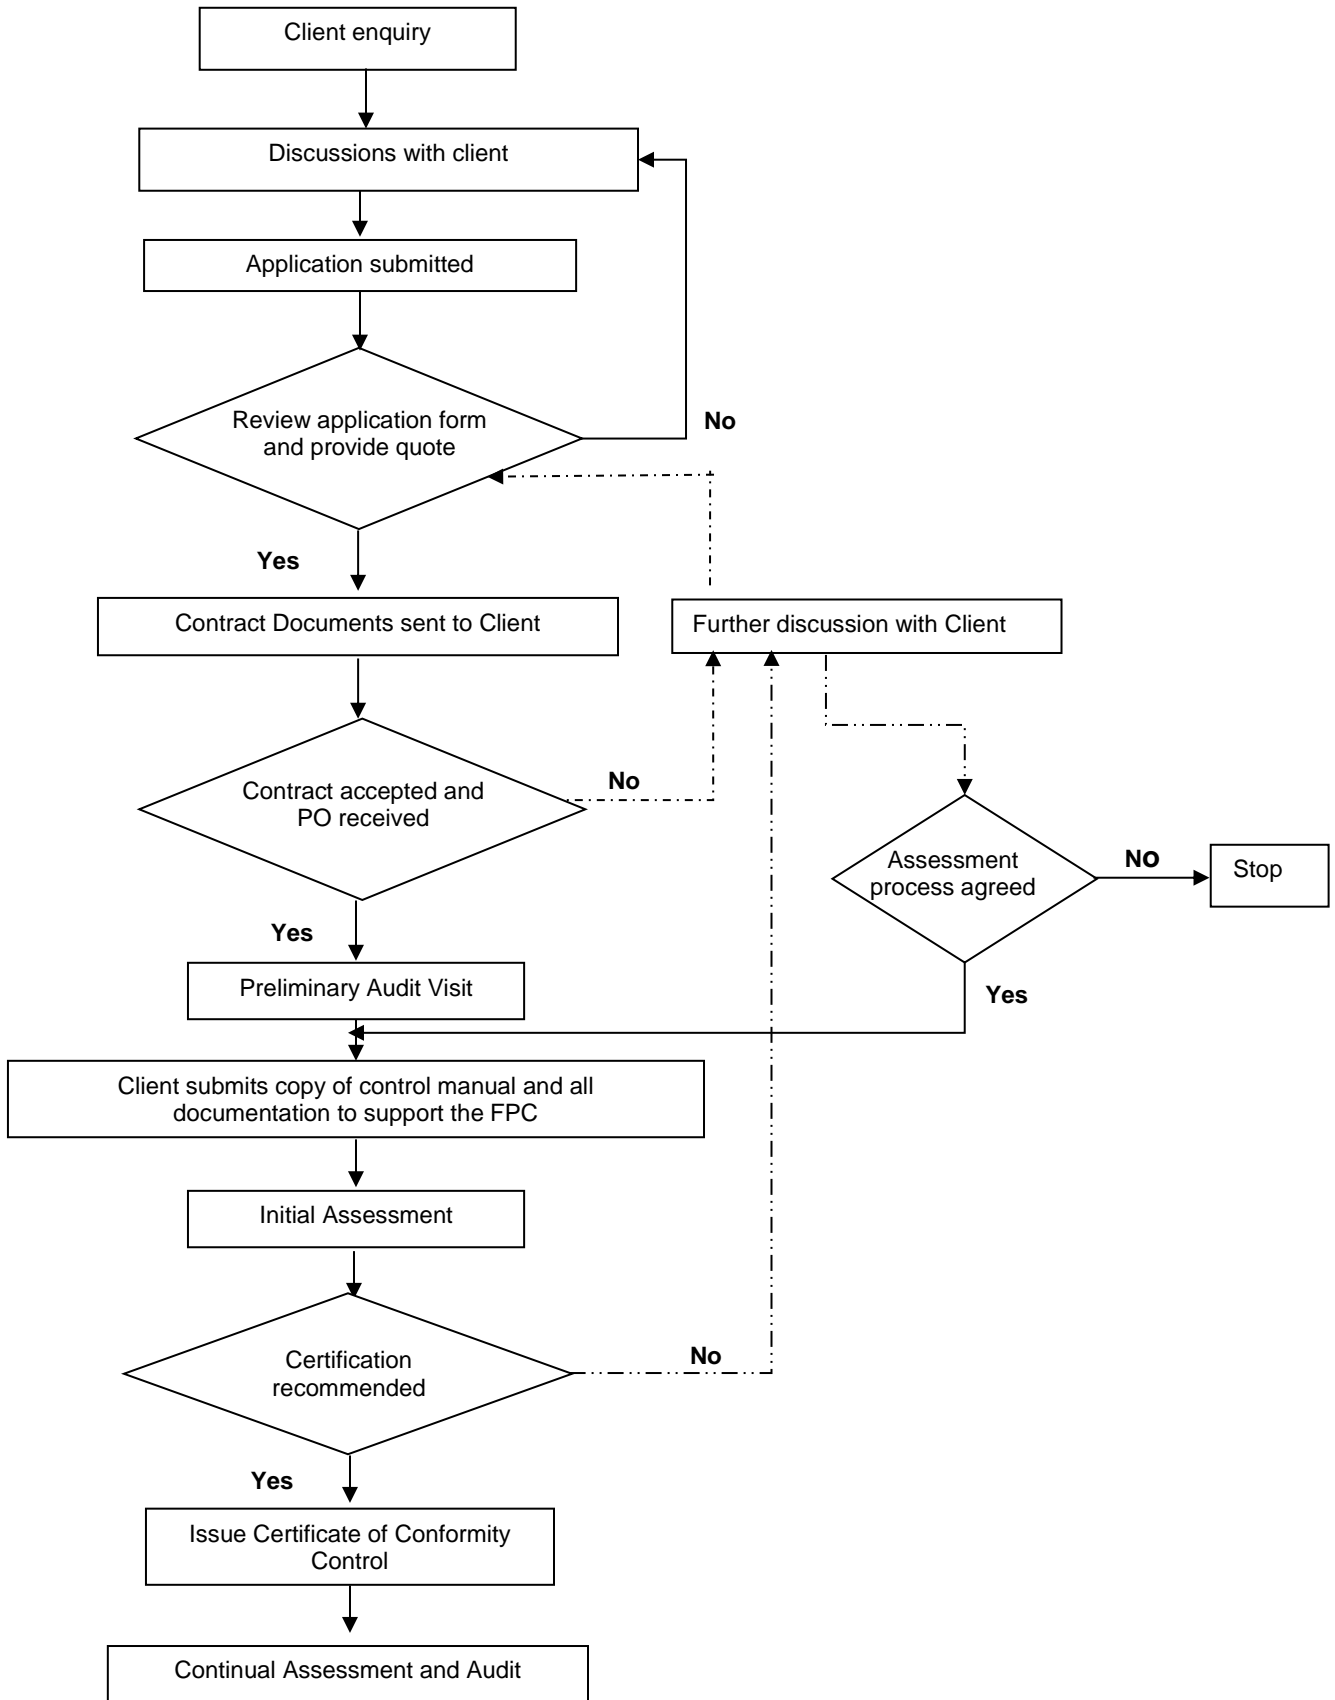 Client enquiry
Discussions with client
Application submitted
Review application form
and provide quote
No
Yes
Contract Documents sent to Client
Further discussion with Client
Contract accepted and
PO received
No
Assessment
process agreed
NO
Stop
Yes
Preliminary Audit Visit
Yes
Client submits copy of control manual and all
documentation to support the FPC
Initial Assessment
Certification
recommended
No
Yes
Issue Certificate of Conformity
Control
Continual Assessment and Audit